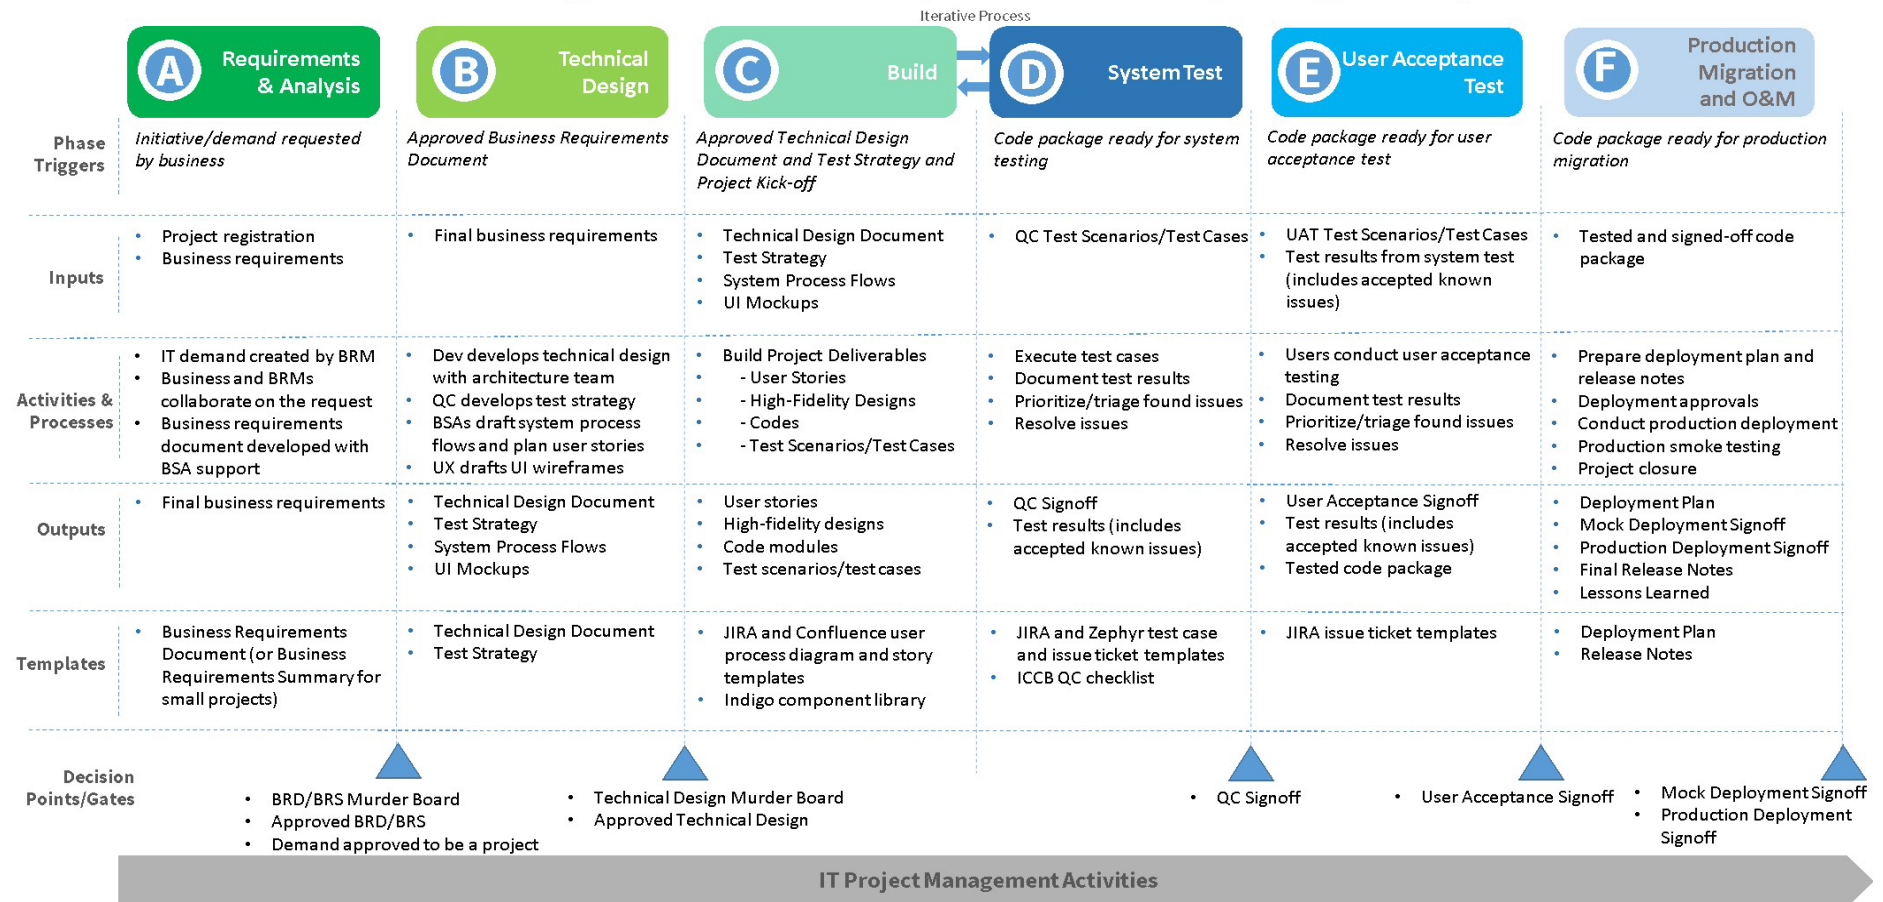 Iterative Process
A
Requirements
& Analysis
B
Technical
Design
C
Build
D
System Test
E
User Acceptance
Test
F
Production
Migration
and O&M
Phase
Triggers
Initiative/demand requested
by business
Approved Business Requirements
Document
Approved Technical Design
Document and Test Strategy and
Project Kick-off
Code package ready for system
testing
Code package ready for user
acceptance test
Code package ready for production
migration
Inputs
• Project registration
• Business requirements
• Final business requirements
• Technical Design Document
• Test Strategy
• System Process Flows
• UI Mockups
• QC Test Scenarios/Test Cases
• UAT Test Scenarios/Test Cases
• Test results from system test
(includes accepted known
issues)
• Tested and signed-off code
package
Activities &
Processes
• IT demand created by BRM
• Business and BRMs
collaborate on the request
• Business requirements
document developed with
BSA support
• Dev develops technical design
with architecture team
• QC develops test strategy
• BSAs draft system process
flows and plan user stories
• UX drafts UI wireframes
• Build Project Deliverables
• - User Stories
• - High-Fidelity Designs
• - Codes
• - Test Scenarios/Test Cases
• Execute test cases
• Document test results
• Prioritize/triage found issues
• Resolve issues
• Users conduct user acceptance
testing
• Document test results
• Prioritize/triage found issues
• Resolve issues
• Prepare deployment plan and
release notes
• Deployment approvals
• Conduct production deployment
• Production smoke testing
• Project closure
Outputs
• Final business requirements
• Technical Design Document
• Test Strategy
• System Process Flows
• UI Mockups
• User stories
• High-fidelity designs
• Code modules
• Test scenarios/test cases
• QC Signoff
• Test results (includes
accepted known issues)
• User Acceptance Signoff
• Test results (includes
accepted known issues)
• Tested code package
• Deployment Plan
• Mock Deployment Signoff
• Production Deployment Signoff
• Final Release Notes
• Lessons Learned
Templates
• Business Requirements
Document (or Business
Requirements Summary for
small projects)
• Technical Design Document
• Test Strategy
• JIRA and Confluence user
process diagram and story
templates
• Indigo component library
• JIRA and Zephyr test case
and issue ticket templates
• ICCB QC checklist
• JIRA issue ticket templates
• Deployment Plan
• Release Notes
Decision
Points/Gates
• BRD/BRS Murder Board
• Approved BRD/BRS
• Demand approved to be a project
• Technical Design Murder Board
• Approved Technical Design
• QC Signoff
• User Acceptance Signoff
• Mock Deployment Signoff
• Production Deployment
Signoff
IT Project Management Activities